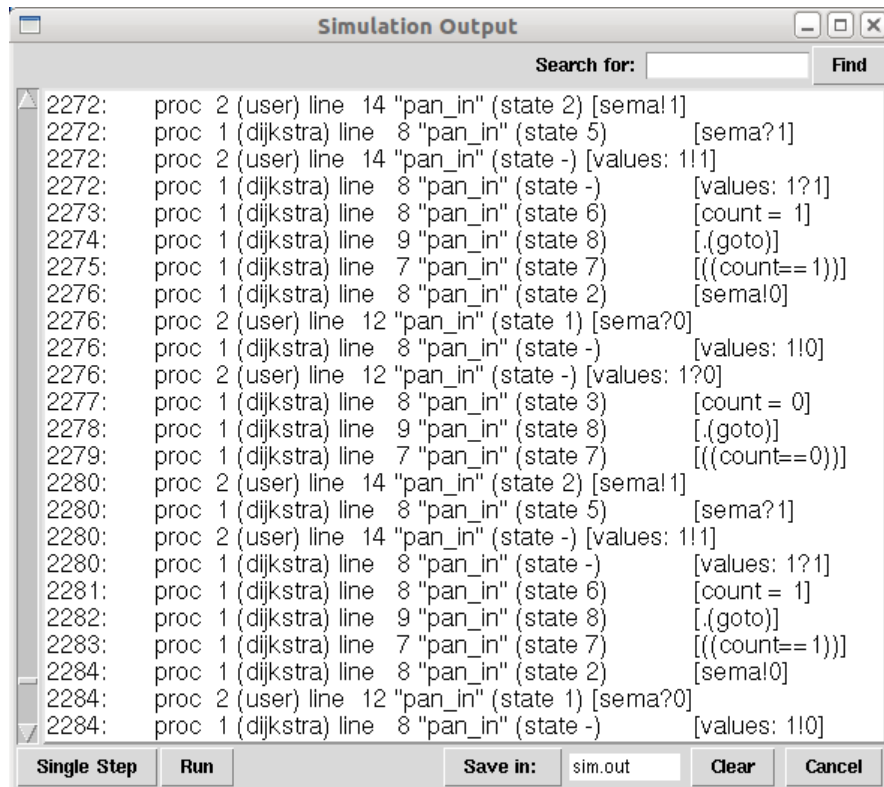 Simulation Output
Search for: Find
2272: proc 2 (user) line 14 "pan_in" (state 2) [sema!1]
2272: proc 1 (dijkstra) line 8 "pan_in" (state 5) [sema?1]
2272: proc 2 (user) line 14 "pan_in" (state -) [values: 1!1]
2272: proc 1 (dijkstra) line 8 "pan_in" (state -) [values: 1?1]
2273: proc 1 (dijkstra) line 8 "pan_in" (state 6) [count = 1]
2274: proc 1 (dijkstra) line 9 "pan_in" (state 8) [.(goto)]
2275: proc 1 (dijkstra) line 7 "pan_in" (state 7) [((count==1))]
2276: proc 1 (dijkstra) line 8 "pan_in" (state 2) [sema!0]
2276: proc 2 (user) line 12 "pan_in" (state 1) [sema?0]
2276: proc 1 (dijkstra) line 8 "pan_in" (state -) [values: 1!0]
2276: proc 2 (user) line 12 "pan_in" (state -) [values: 1?0]
2277: proc 1 (dijkstra) line 8 "pan_in" (state 3) [count = 0]
2278: proc 1 (dijkstra) line 9 "pan_in" (state 8) [.(goto)]
2279: proc 1 (dijkstra) line 7 "pan_in" (state 7) [((count==0))]
2280: proc 2 (user) line 14 "pan_in" (state 2) [sema!1]
2280: proc 1 (dijkstra) line 8 "pan_in" (state 5) [sema?1]
2280: proc 2 (user) line 14 "pan_in" (state -) [values: 1!1]
2280: proc 1 (dijkstra) line 8 "pan_in" (state -) [values: 1?1]
2281: proc 1 (dijkstra) line 8 "pan_in" (state 6) [count = 1]
2282: proc 1 (dijkstra) line 9 "pan_in" (state 8) [.(goto)]
2283: proc 1 (dijkstra) line 7 "pan_in" (state 7) [((count==1))]
2284: proc 1 (dijkstra) line 8 "pan_in" (state 2) [sema!0]
2284: proc 2 (user) line 12 "pan_in" (state 1) [sema?0]
2284: proc 1 (dijkstra) line 8 "pan_in" (state -) [values: 1!0]
Single Step Run Save in: sim.out Clear Cancel